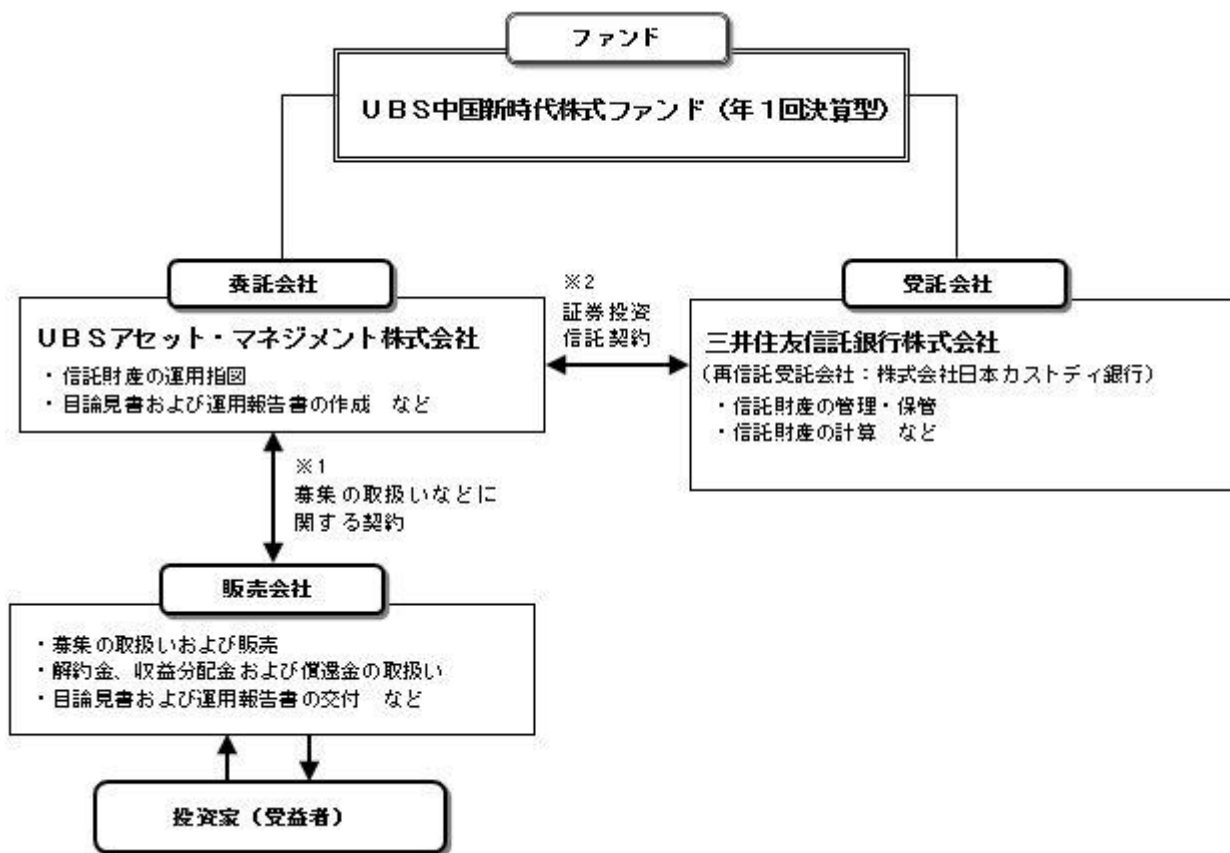 ファンド
UBS中国新時代株式ファンド（年1回決算型）
委託会社
UBSアセット・マネジメント株式会社
・信託財産の運用指図
・目論見書および運用報告書の作成　など
※2
証券投資
信託契約
受託会社
三井住友信託銀行株式会社
（再信託受託会社：株式会社日本カストディ銀行）
・信託財産の管理・保管
・信託財産の計算　など
※1
募集の取扱いなどに
関する契約
販売会社
・募集の取扱いおよび販売
・解約金、収益分配金および償還金の取扱い
・目論見書および運用報告書の交付　など
投資家（受益者）